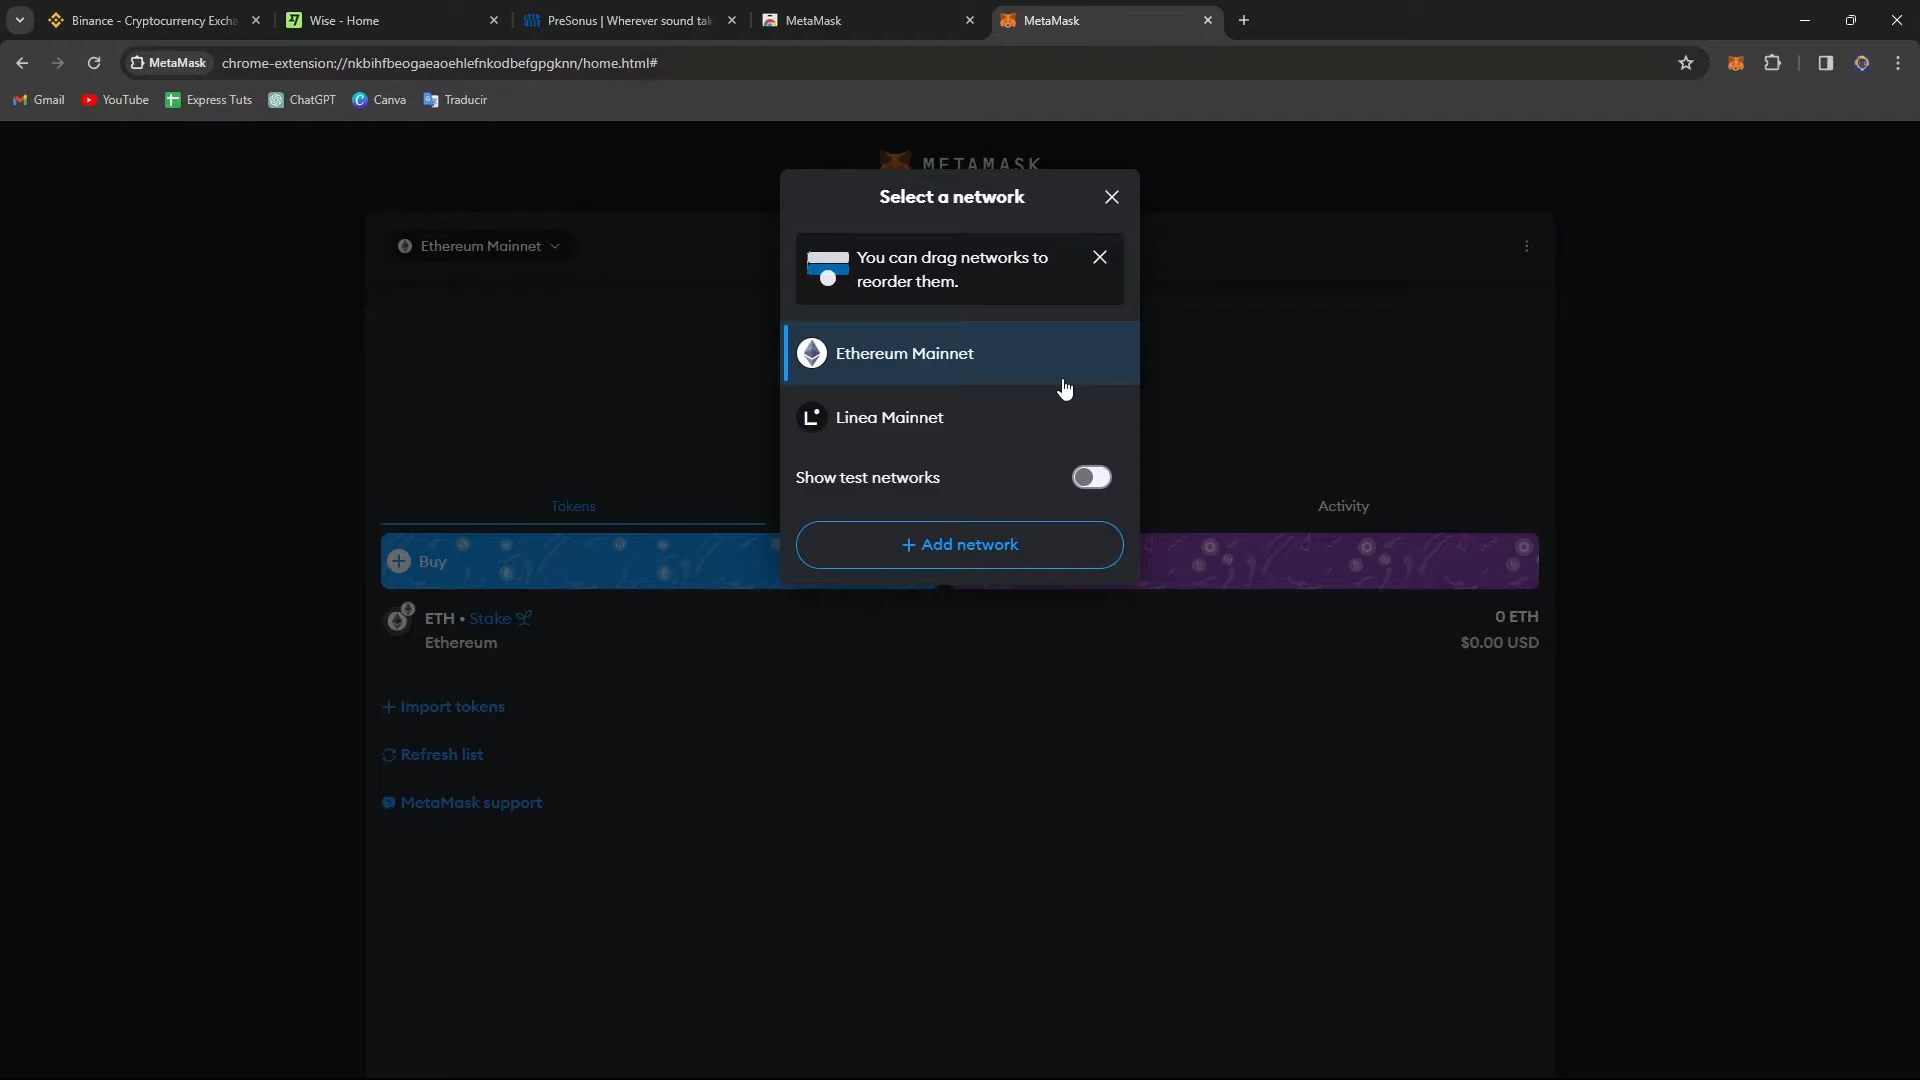 Binance - Cryptocurrency Excha
Wise - Home
PreSonus | Wherever sound tak
MetaMask
MetaMask
MetaMask
chrome-extension://nkbihfbeogaeaoehlefnkodbefgpgknn/home.html#
Gmail
YouTube
Express Tuts
ChatGPT
Canva
Traducir
METAMASK
Select a network
Ethereum Mainnet
You can drag networks to
reorder them.
Ethereum Mainnet
Linea Mainnet
Show test networks
Tokens
Activity
+ Add network
Buy
ETH • Stake
0 ETH
Ethereum
$0.00 USD
+ Import tokens
Refresh list
MetaMask support